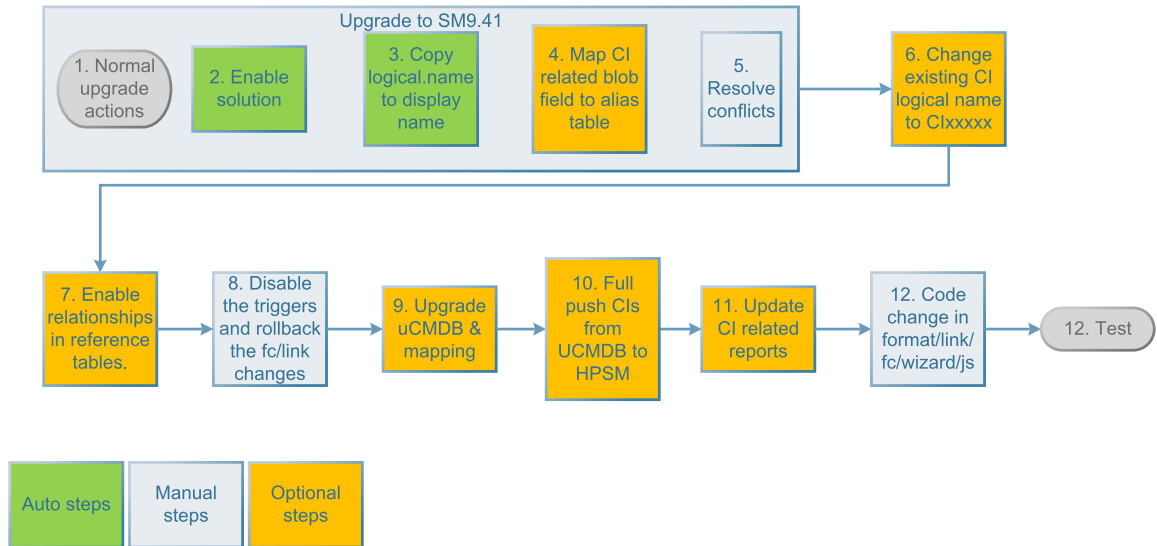 Upgrade to SM9.41
1. Normal
upgrade
actions
2. Enable
solution
3. Copy
logical.name
to display
name
4. Map CI
related blob
field to alias
table
5.
Resolve
conflicts
6. Change
existing CI
logical name
to CIxxxxx
7. Enable
relationships
in reference
tables.
8. Disable
the triggers
and rollback
the fc/link
changes
9. Upgrade
uCMDB &
mapping
10. Full
push CIs
from
UCMDB to
HPSM
11. Update
CI related
reports
12. Code
change in
format/link/
fc/wizard/js
12. Test
Auto steps
Manual
steps
Optional
steps